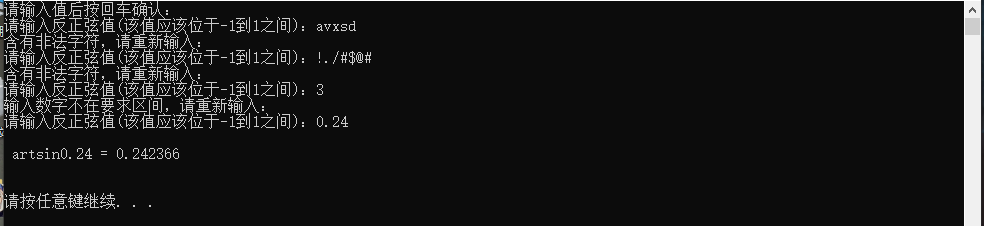 请输入值后按回车确认：
请输入反正弦值(该值应该位于-1到1之间)：avxsd
含有非法字符，请重新输入：
请输入反正弦值(该值应该位于-1到1之间)：!./#$@#
含有非法字符，请重新输入：
请输入反正弦值(该值应该位于-1到1之间)：3
输入数字不在要求区间，请重新输入：
请输入反正弦值(该值应该位于-1到1之间)：0.24
artsin0.24 = 0.242366
请按任意键继续. . .